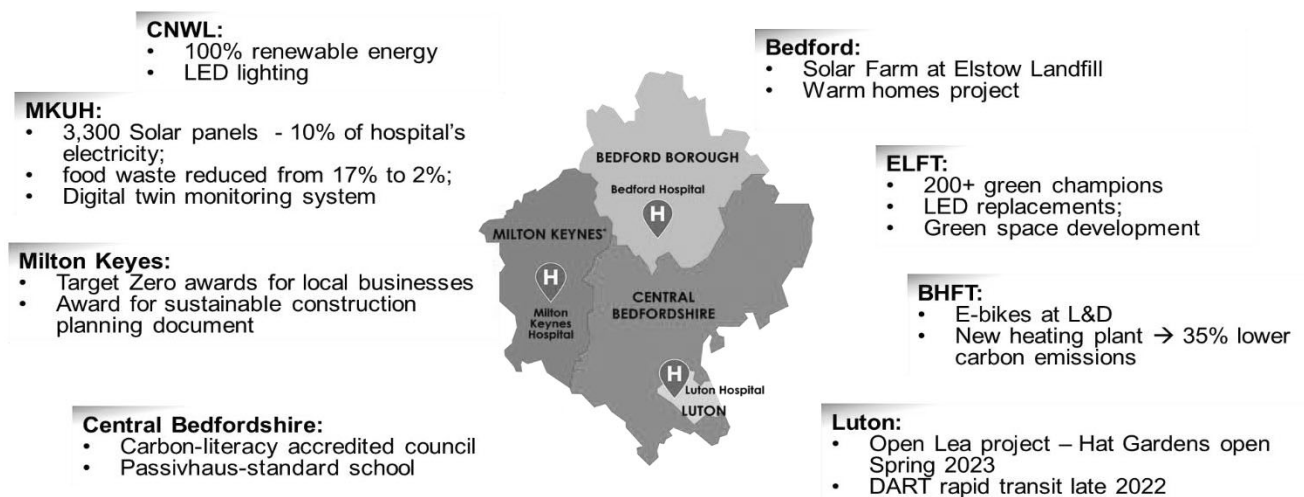 CNWL:
• 100% renewable energy
• LED lighting
MKUH:
• 3,300 Solar panels - 10% of hospital's
electricity;
• food waste reduced from 17% to 2%;
• Digital twin monitoring system
Milton Keyes:
• Target Zero awards for local businesses
• Award for sustainable construction
planning document
Central Bedfordshire:
• Carbon-literacy accredited council
• Passivhaus-standard school
BEDFORD BOROUGH
Bedford Hospital
H
MILTON KEYNES*
H
Milton
Keynes
Hospital
CENTRAL
BEDFORDSHIRE
H
Luton Hospital
LUTON
Bedford:
• Solar Farm at Elstow Landfill
• Warm homes project
ELFT:
• 200+ green champions
• LED replacements;
• Green space development
BHFT:
• E-bikes at L&D
• New heating plant → 35% lower
carbon emissions
Luton:
• Open Lea project – Hat Gardens open
Spring 2023
• DART rapid transit late 2022